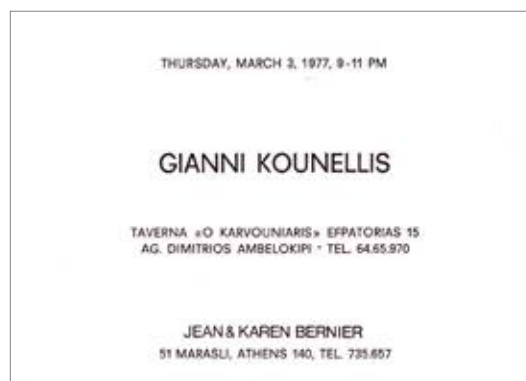 THURSDAY, MARCH 3, 1977, 9-11 PM
GIANNI KOUNELLIS
TAVERNA «O KARVOUNIARIS» EFPATORIAS 15
AG. DIMITRIOS AMBELOKIPI · TEL. 64.65.970
JEAN & KAREN BERNIER
51 MARASLI, ATHENS 140, TEL. 735.657